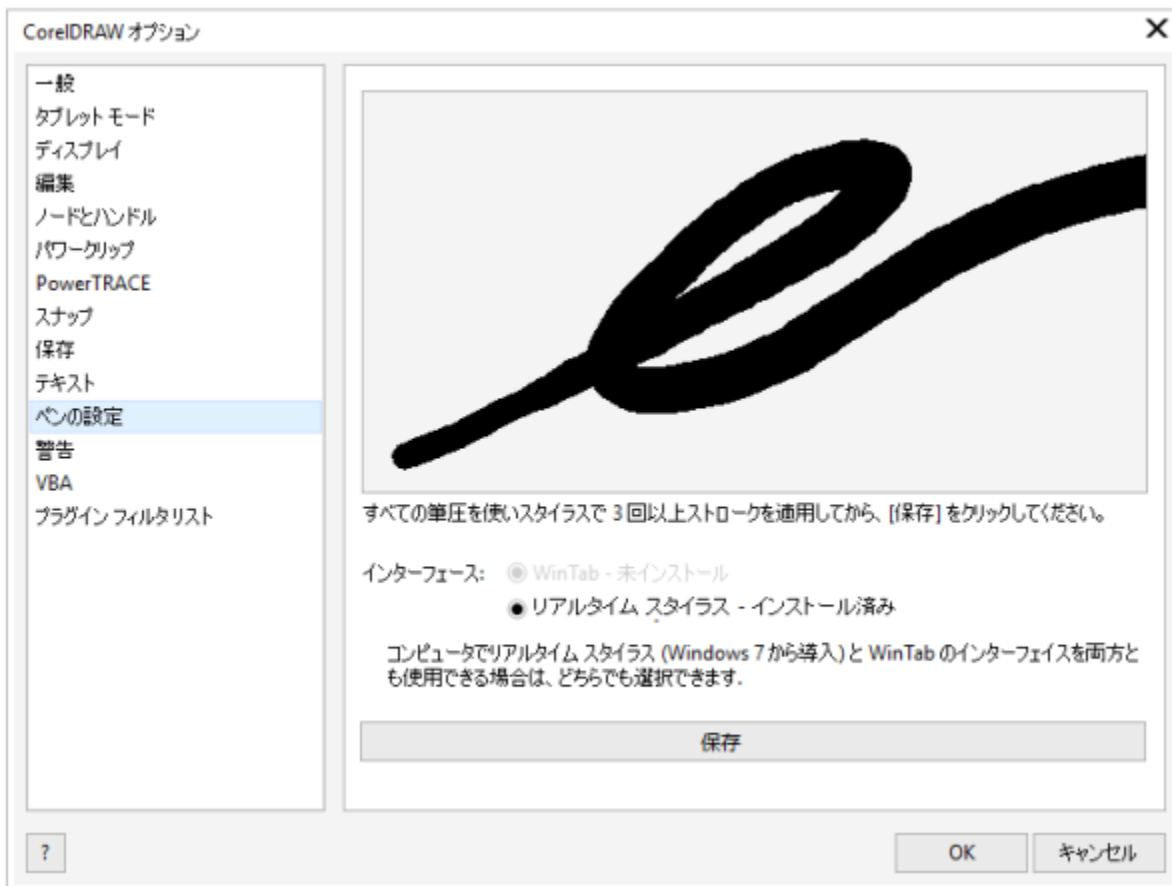 CorelDRAW オプション
一般
タブレット モード
ディスプレイ
編集
ノードとハンドル
パワークリップ
PowerTRACE
スナップ
保存
テキスト
ペンの設定
警告
VBA
プラグイン フィルタリスト
すべての筆圧を使いスタイラスで 3 回以上ストロークを適用してから、[保存] をクリックしてください。
インターフェース: WinTab - 未インストール
リアルタイム スタイラス - インストール済み
コンピュータでリアルタイム スタイラス (Windows 7 から導入) と WinTab のインターフェイスを両方と
も使用できる場合は、どちらでも選択できます.
保存
?
OK
キャンセル